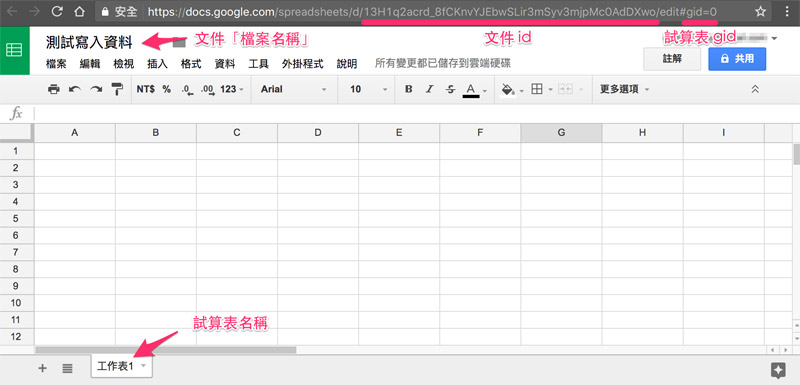 安全 https://docs.google.com/spreadsheets/d/13H1q2acrd_8fCKnvYJEbwSLir3mSyv3mjpMc0AdDXwo/edit#gid=0
測試寫入資料 文件「檔案名稱」 文件 id 試算表 gid
檔案 編輯 檢視 插入 格式 資料 工具 外掛程式 說明 所有變更都已儲存到雲端硬碟 註解 共用
NT$ % .0 .00 123 Arial 10 B I S A 更多選項
fx
A B C D E F G H I
1
2
3
4
5
6
7
8
9
10
11
12
試算表名稱
+ 工作表1